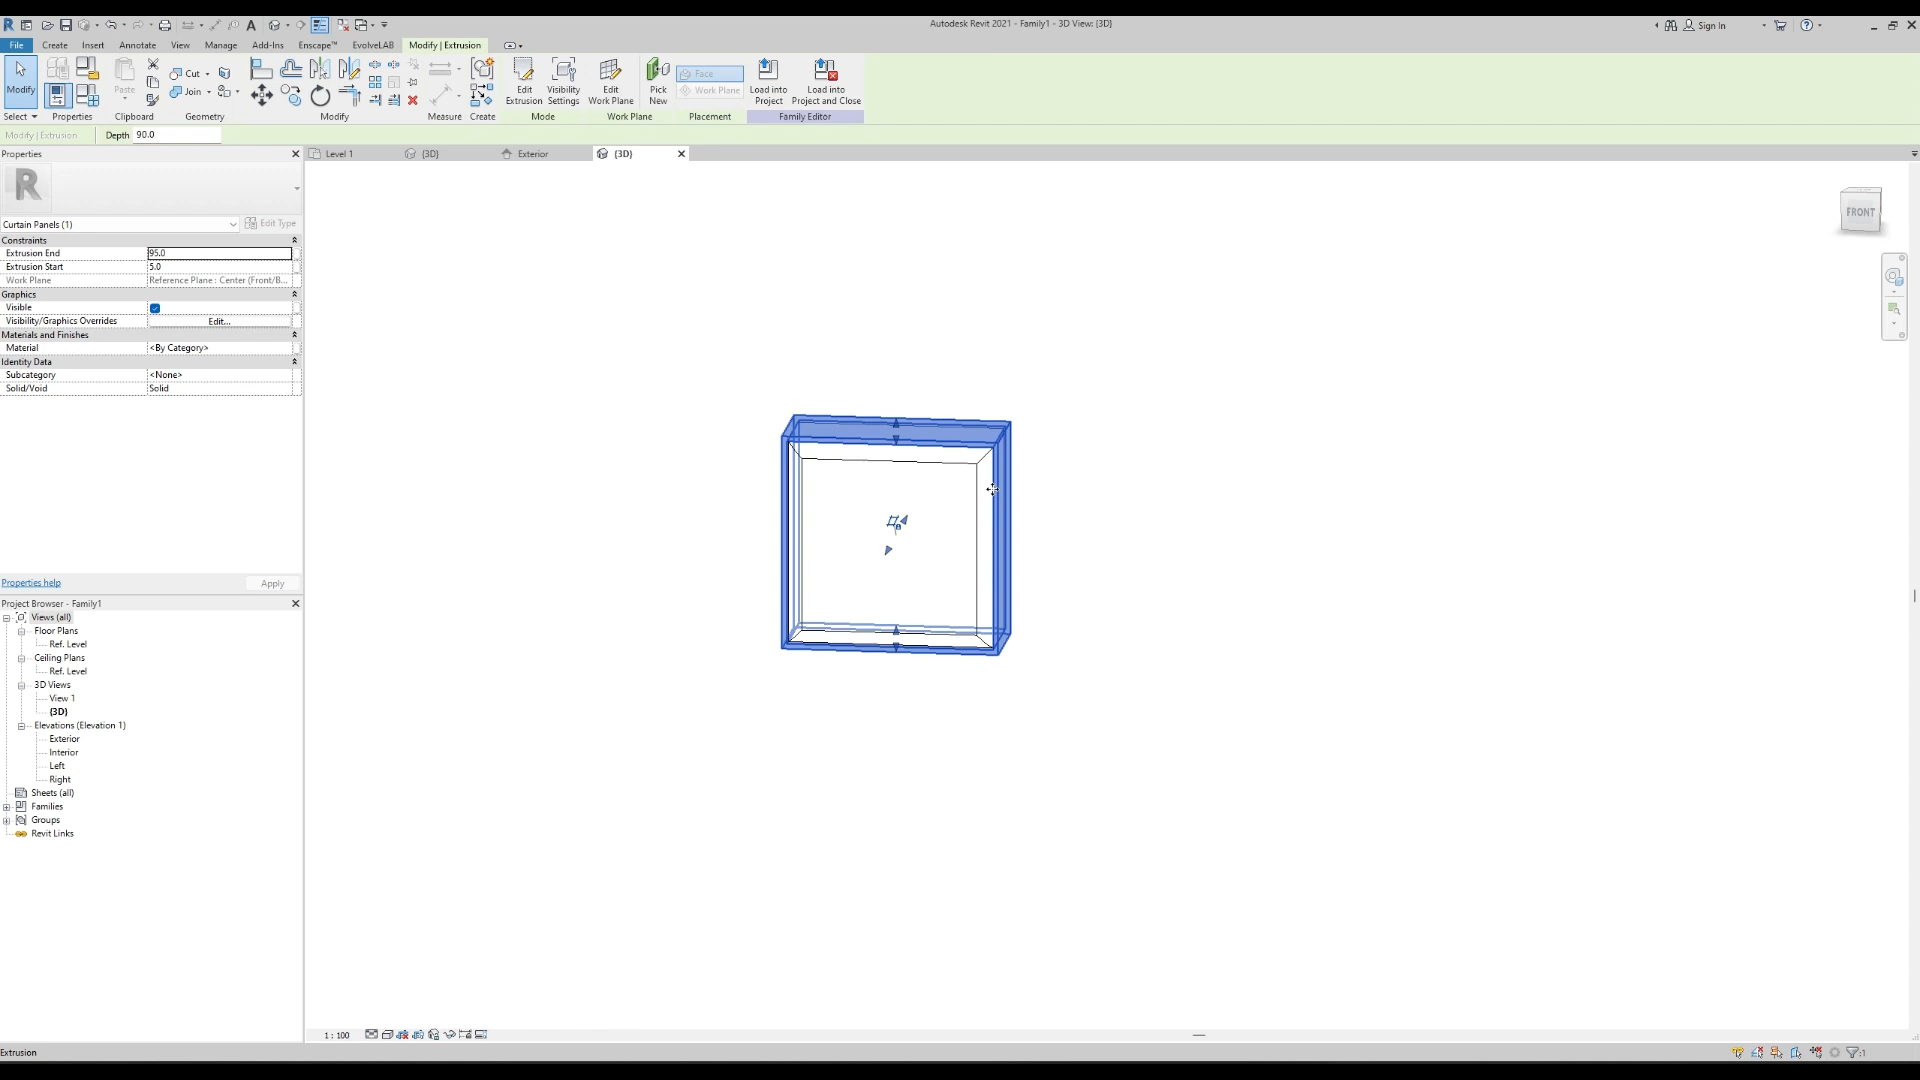 Autodesk Revit 2021 - Family1 - 3D View: {3D}
Sign In
File Create Insert Annotate View Manage Add-Ins Enscape™ EvolveLAB Modify | Extrusion
Modify
Paste
Cut
Join
Edit Extrusion
Visibility Settings
Edit Work Plane
Pick New
Face
Work Plane
Load into Project
Load into Project and Close
Select Properties Clipboard Geometry Modify Measure Create Mode Work Plane Placement Family Editor
Modify | Extrusion Depth 90.0
Properties
Level 1 {3D} Exterior {3D}
R
Curtain Panels (1) Edit Type
Constraints
Extrusion End 95.0
Extrusion Start 5.0
Work Plane Reference Plane : Center (Front/B...
Graphics
Visible
Visibility/Graphics Overrides Edit...
Materials and Finishes
Material <By Category>
Identity Data
Subcategory <None>
Solid/Void Solid
FRONT
Properties help Apply
Project Browser - Family1
Views (all)
Floor Plans
Ref. Level
Ceiling Plans
Ref. Level
3D Views
View 1
{3D}
Elevations (Elevation 1)
Exterior
Interior
Left
Right
Sheets (all)
Families
Groups
Revit Links
1 : 100
Extrusion
:1